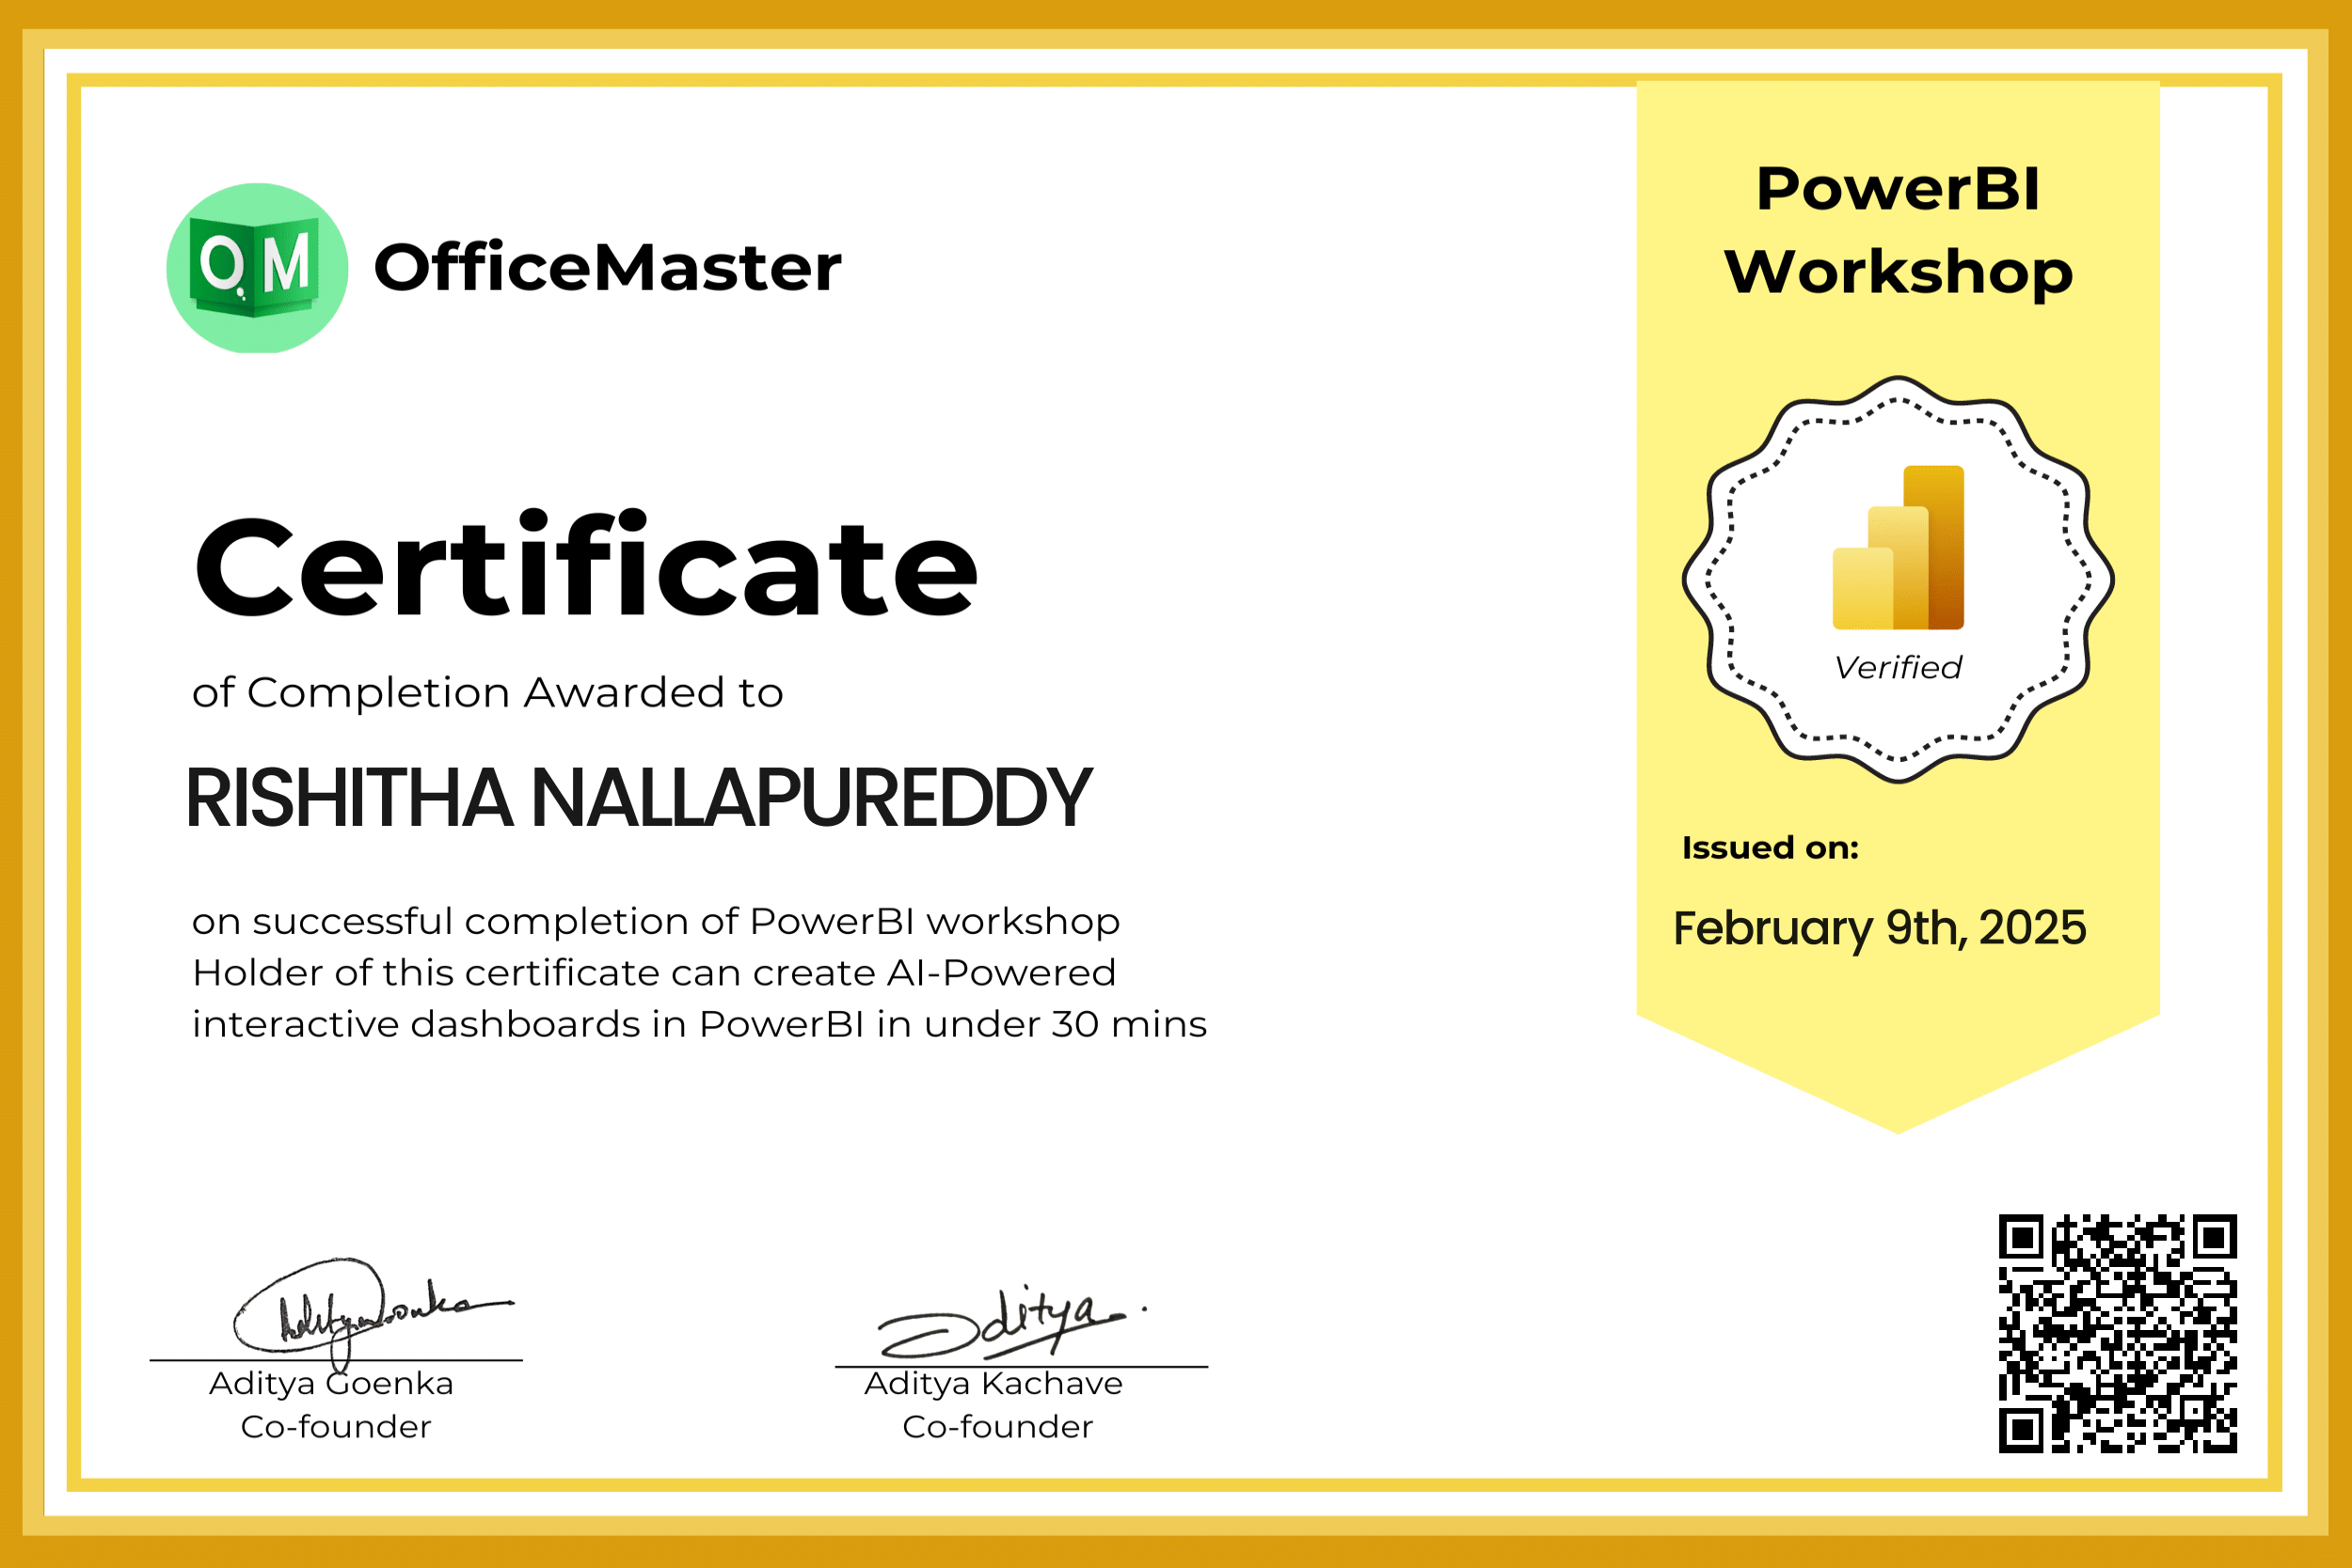 OM
OfficeMaster
PowerBI
Workshop
Verified
Issued on:
February 9th, 2025
Certificate
of Completion Awarded to
RISHITHA NALLAPUREDDY
on successful completion of PowerBI workshop
Holder of this certificate can create AI-Powered
interactive dashboards in PowerBI in under 30 mins
Aditya Goenka
Aditya Goenka
Co-founder
Aditya
Aditya Kachave
Co-founder